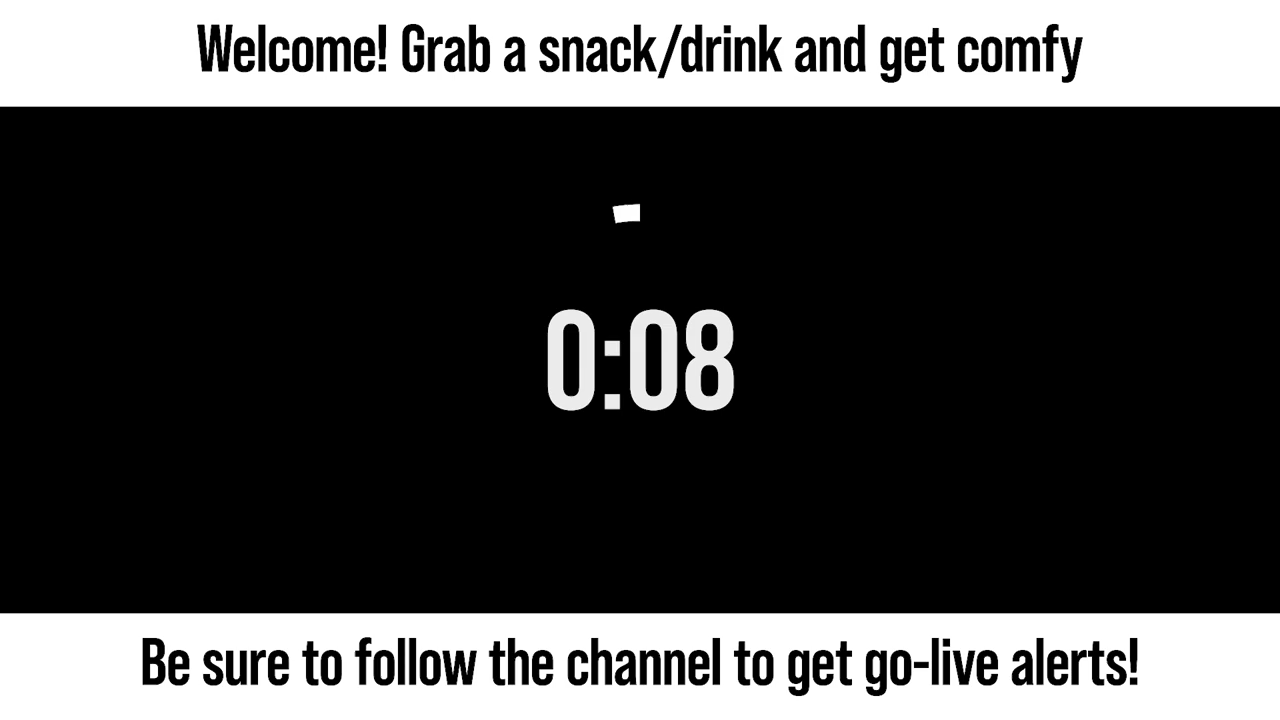 Welcome! Grab a snack/drink and get comfy
0:08
Be sure to follow the channel to get go-live alerts!